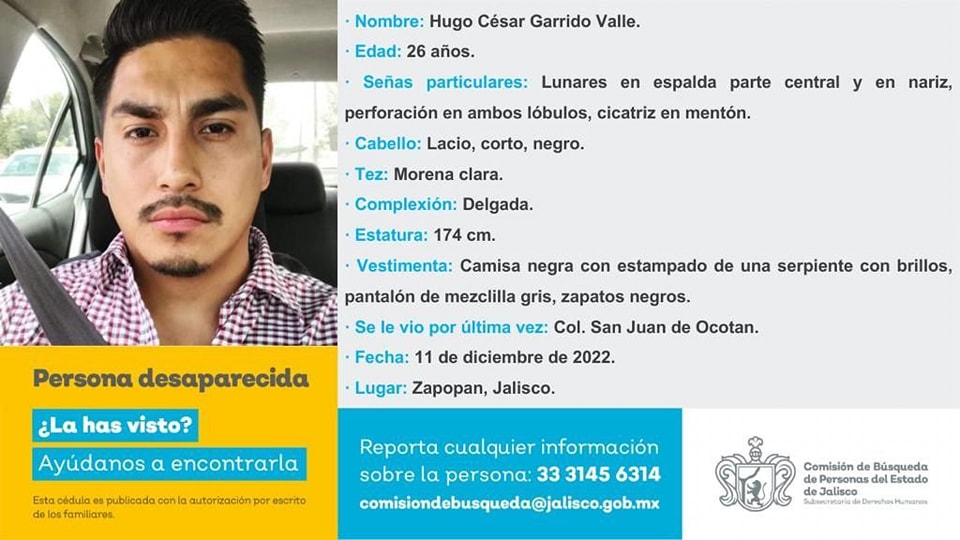 · Nombre: Hugo César Garrido Valle.
· Edad: 26 años.
· Señas particulares: Lunares en espalda parte central y en nariz,
perforación en ambos lóbulos, cicatriz en mentón.
· Cabello: Lacio, corto, negro.
· Tez: Morena clara.
· Complexión: Delgada.
· Estatura: 174 cm.
· Vestimenta: Camisa negra con estampado de una serpiente con brillos,
pantalón de mezclilla gris, zapatos negros.
· Se le vio por última vez: Col. San Juan de Ocotan.
· Fecha: 11 de diciembre de 2022.
· Lugar: Zapopan, Jalisco.
Persona desaparecida
¿La has visto?
Ayúdanos a encontrarla
Esta cédula es publicada con la autorización por escrito
de los familiares.
Reporta cualquier información
sobre la persona: 33 3145 6314
comisiondebusqueda@jalisco.gob.mx
Comisión de Búsqueda
de Personas del Estado
de Jalisco
Subsecretaría de Derechos Humanos